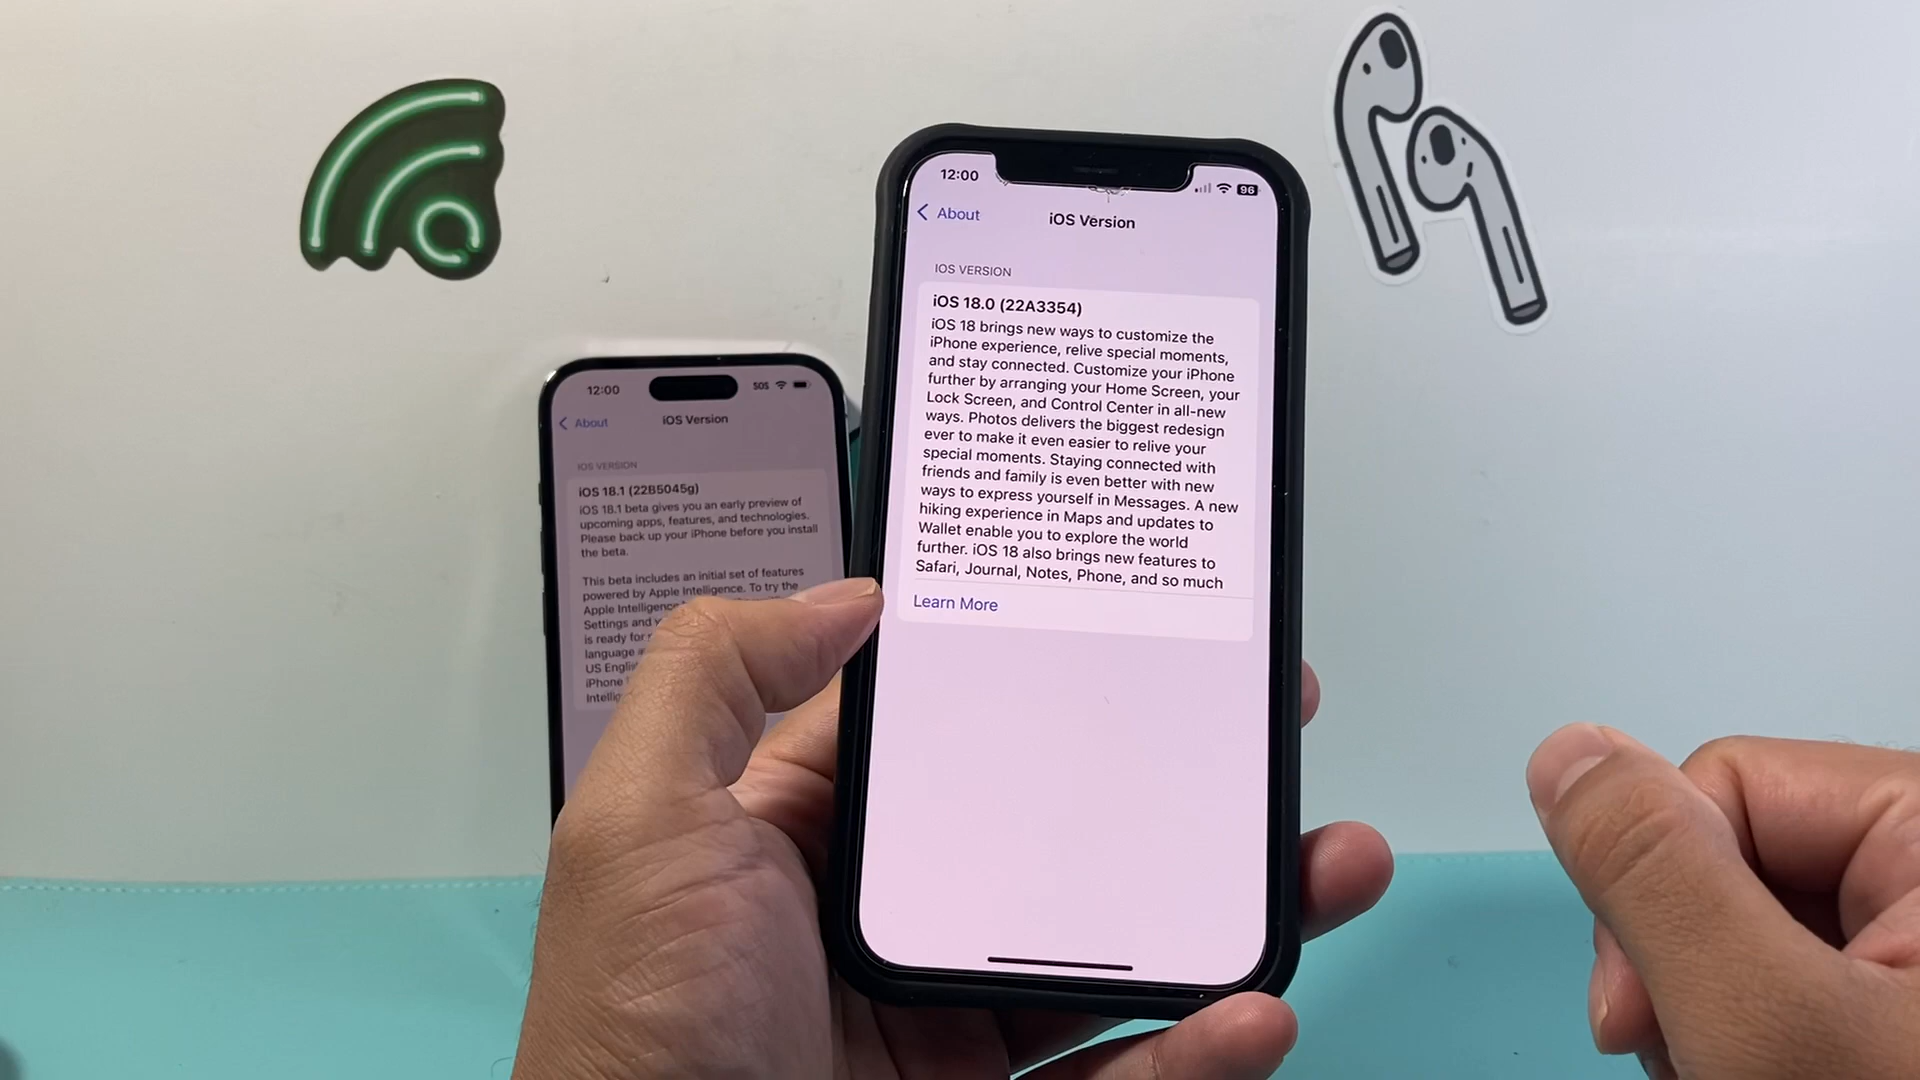 12:00
SOS
About
iOS Version
IOS VERSION
iOS 18.1 (22B5045g)
iOS 18.1 beta gives you an early preview of
upcoming apps, features, and technologies.
Please back up your iPhone before you install
the beta.
This beta includes an initial set of features
powered by Apple Intelligence. To try the
Apple Intelligence
Settings and
is ready for
language
US English
iPhone
12:00
96
About
iOS Version
IOS VERSION
iOS 18.0 (22A3354)
iOS 18 brings new ways to customize the
iPhone experience, relive special moments,
and stay connected. Customize your iPhone
further by arranging your Home Screen, your
Lock Screen, and Control Center in all-new
ways. Photos delivers the biggest redesign
ever to make it even easier to relive your
special moments. Staying connected with
friends and family is even better with new
ways to express yourself in Messages. A new
hiking experience in Maps and updates to
Wallet enable you to explore the world
further. iOS 18 also brings new features to
Safari, Journal, Notes, Phone, and so much
Learn More